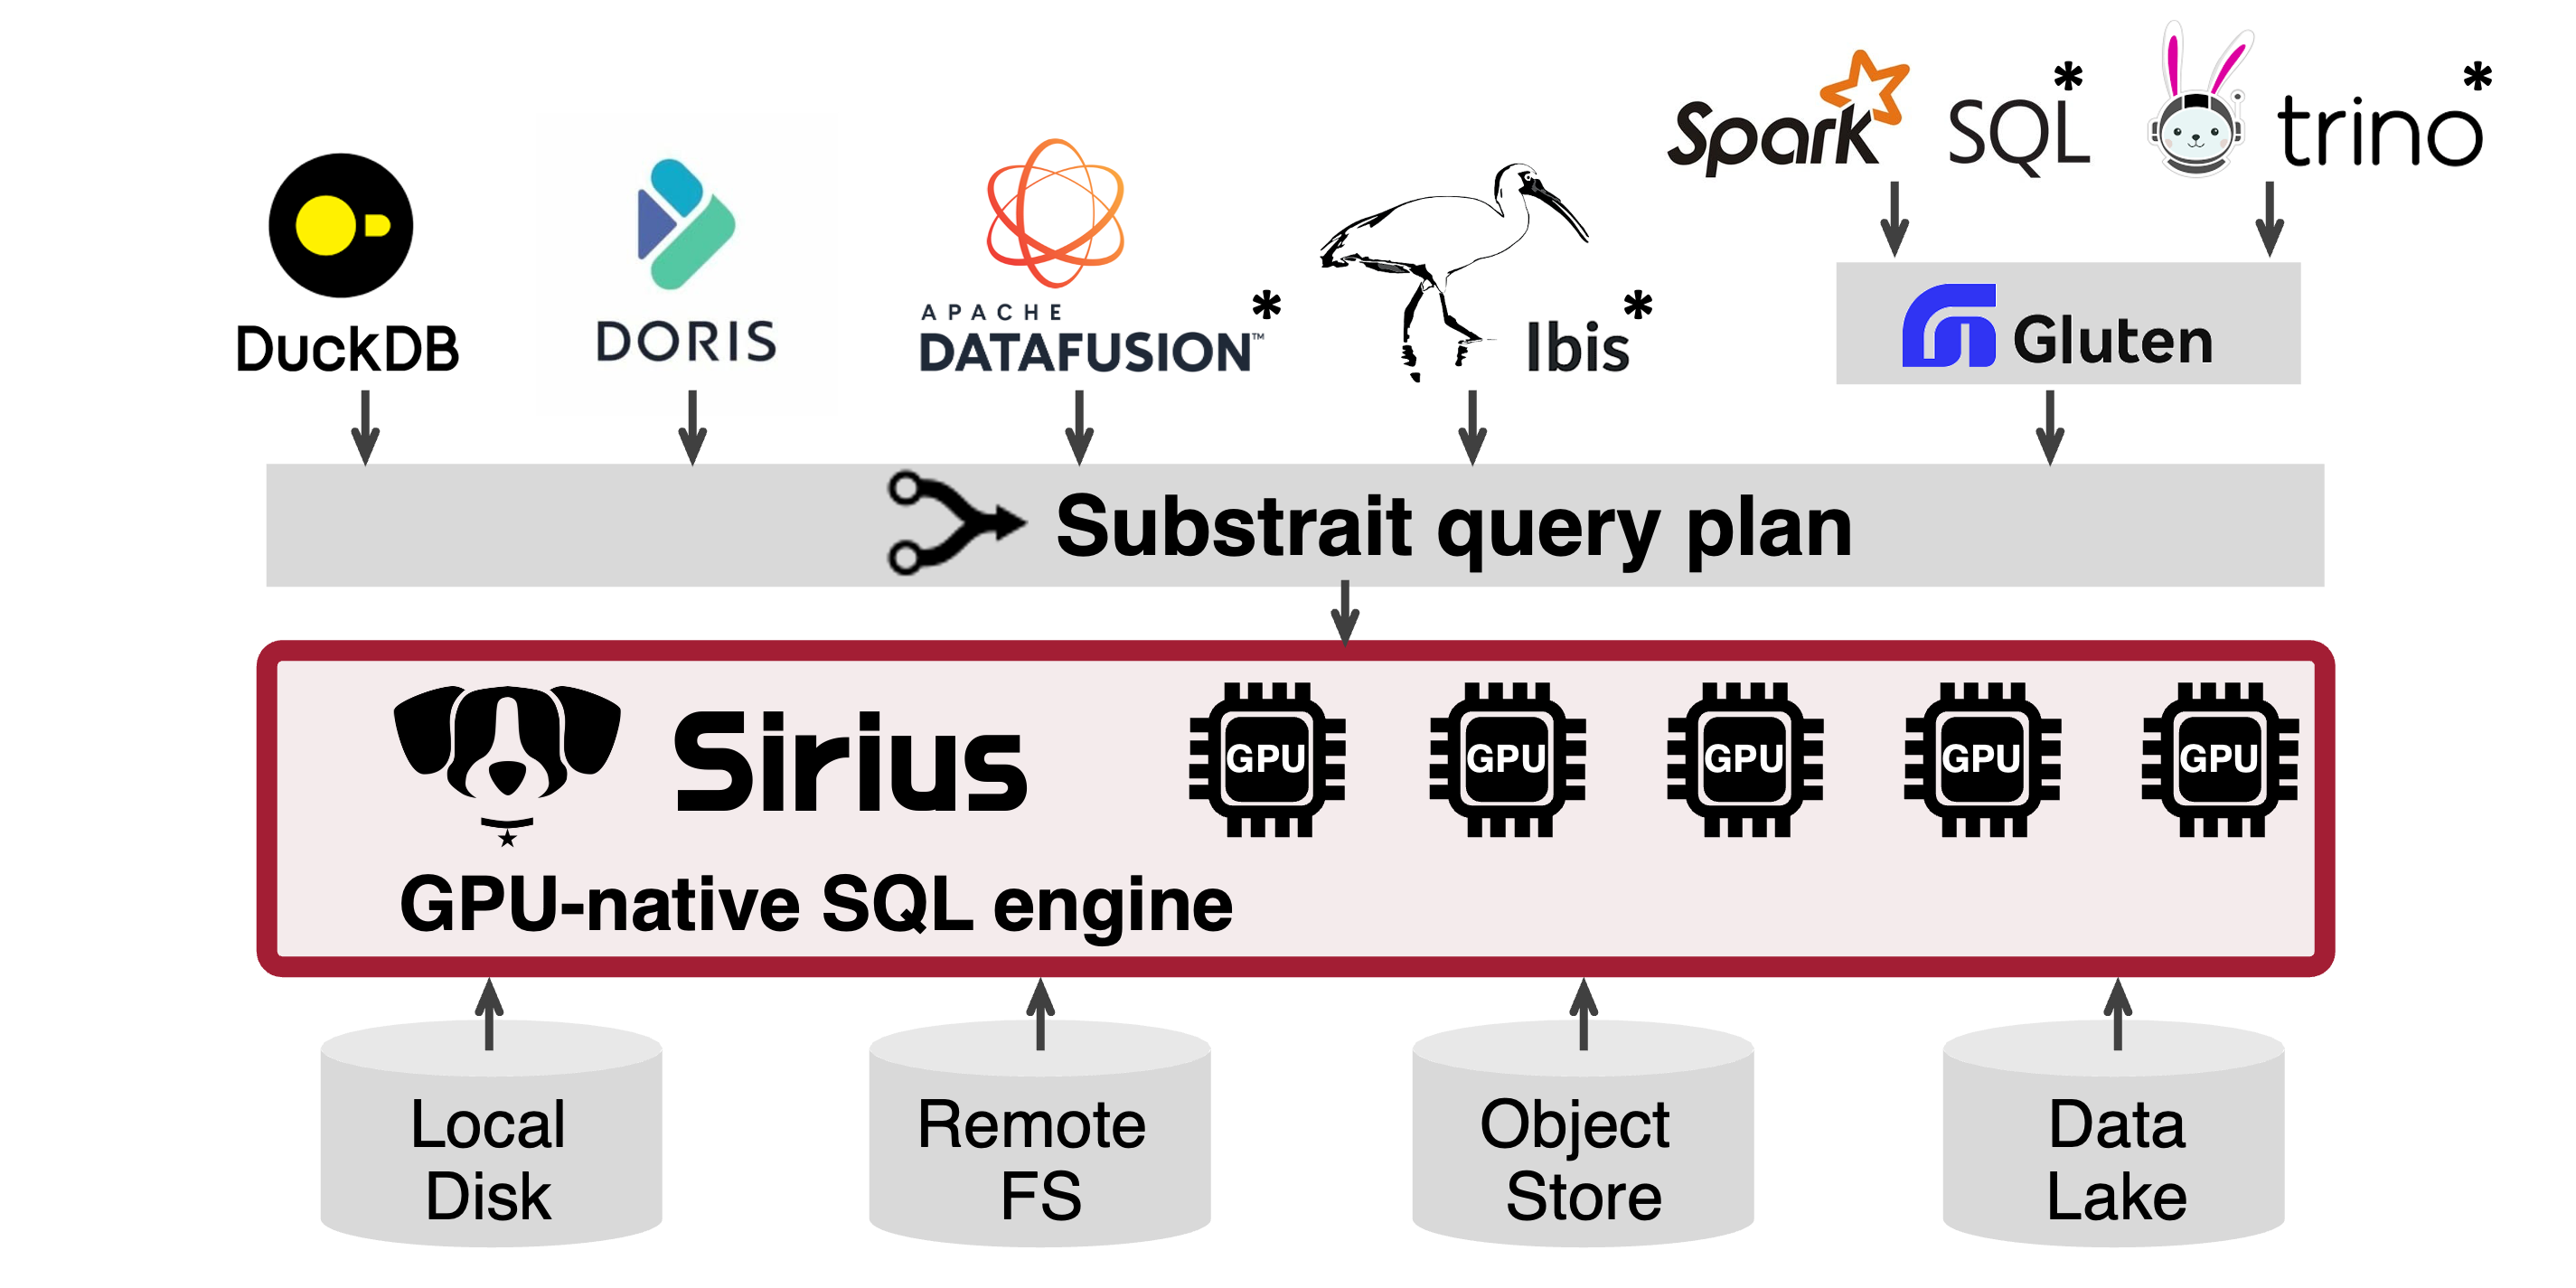 Spark SQL*
trino*
DuckDB
DORIS
APACHE
DATAFUSION™*
Ibis*
Gluten
Substrait query plan
Sirius
GPU GPU GPU GPU GPU
GPU-native SQL engine
Local
Disk
Remote
FS
Object
Store
Data
Lake